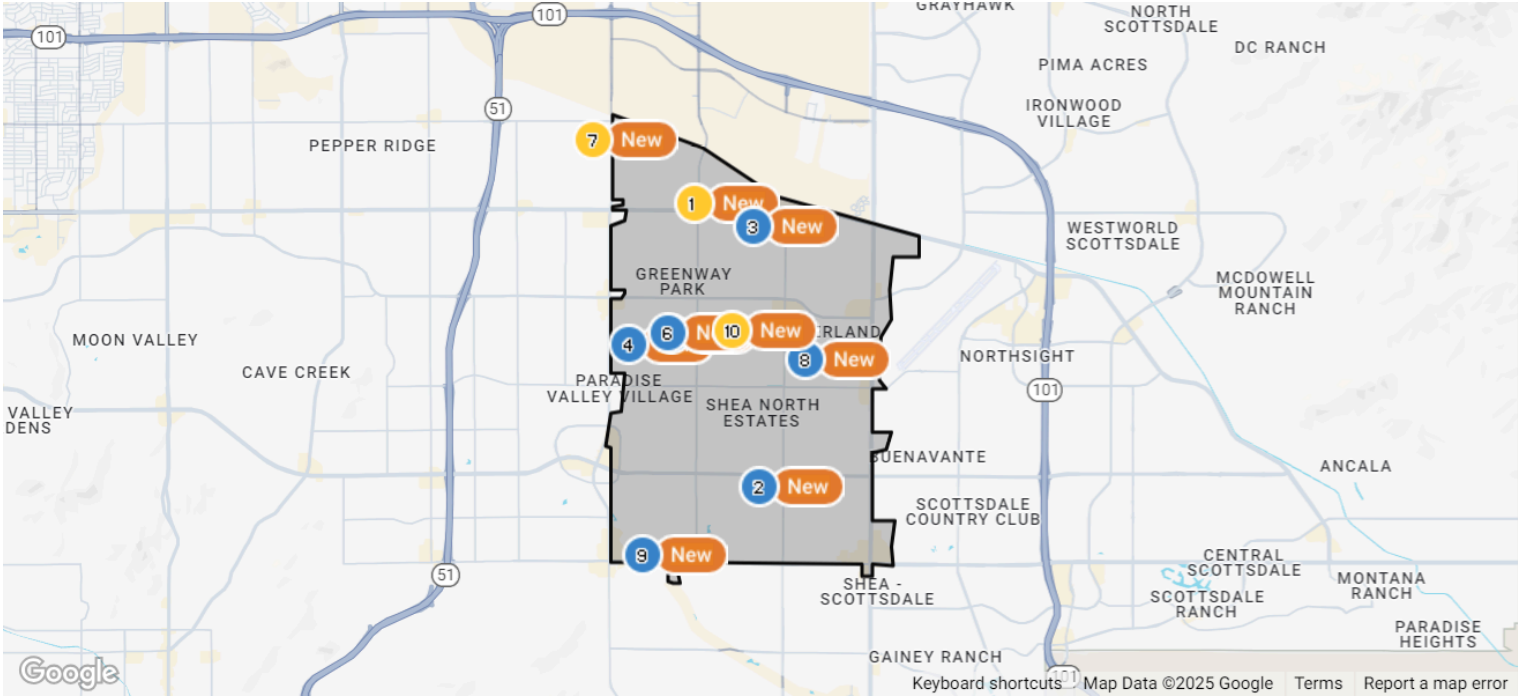 GRAYHAWK
NORTH
SCOTTSDALE
101
101
DC RANCH
PIMA ACRES
51
IRONWOOD
VILLAGE
PEPPER RIDGE
7 New
1 New
3 New
WESTWORLD
SCOTTSDALE
GREENWAY
PARK
MCDOWELL
MOUNTAIN
RANCH
MOON VALLEY
4
6
10 New
ERLAND
8 New
NORTHSIGHT
CAVE CREEK
PARADISE
VALLEY VILLAGE
101
SHEA NORTH
ESTATES
VALLEY
DENS
BUENAVANTE
ANCALA
2 New
SCOTTSDALE
COUNTRY CLUB
9 New
51
CENTRAL
SCOTTSDALE
SHEA -
SCOTTSDALE
MONTANA
RANCH
SCOTTSDALE
RANCH
PARADISE
HEIGHTS
GAINEY RANCH
Google
101
Keyboard shortcuts
Map Data ©2025 Google
Terms
Report a map error